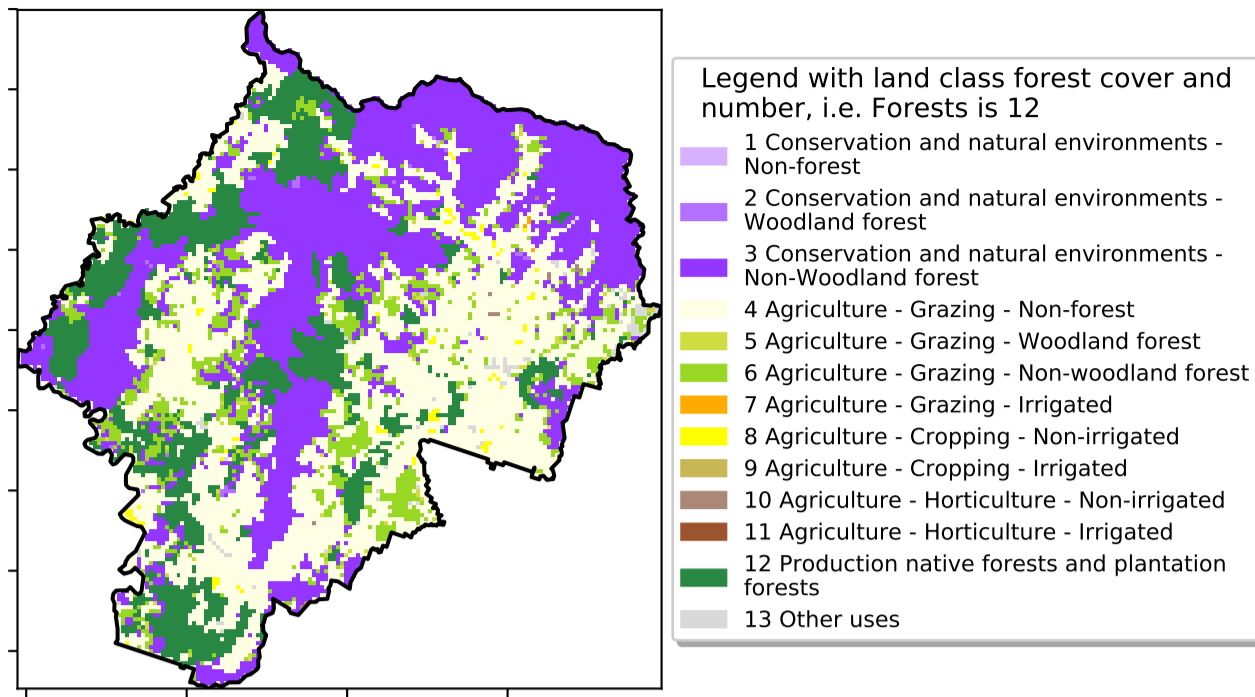 Legend with land class forest cover and
number, i.e. Forests is 12
1 Conservation and natural environments -
Non-forest
2 Conservation and natural environments -
Woodland forest
3 Conservation and natural environments -
Non-Woodland forest
4 Agriculture - Grazing - Non-forest
5 Agriculture - Grazing - Woodland forest
6 Agriculture - Grazing - Non-woodland forest
7 Agriculture - Grazing - Irrigated
8 Agriculture - Cropping - Non-irrigated
9 Agriculture - Cropping - Irrigated
10 Agriculture - Horticulture - Non-irrigated
11 Agriculture - Horticulture - Irrigated
12 Production native forests and plantation
forests
13 Other uses